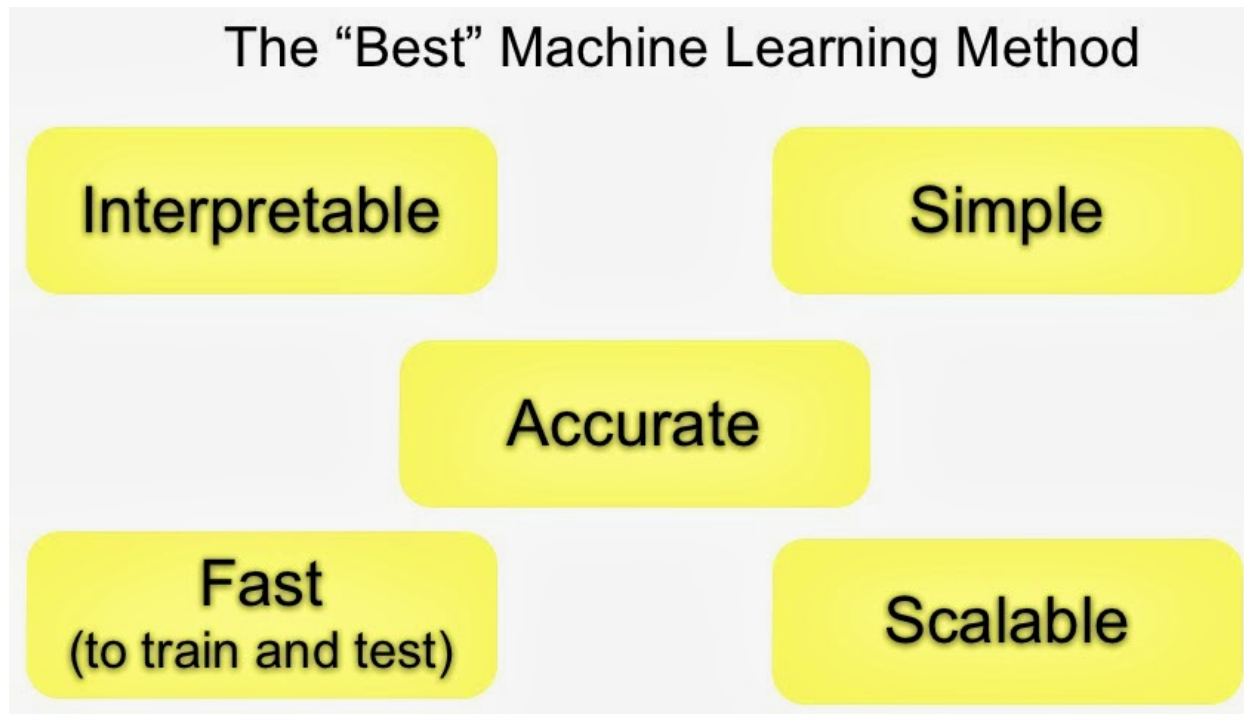 The “Best” Machine Learning Method
Interpretable
Simple
Accurate
Fast
(to train and test)
Scalable